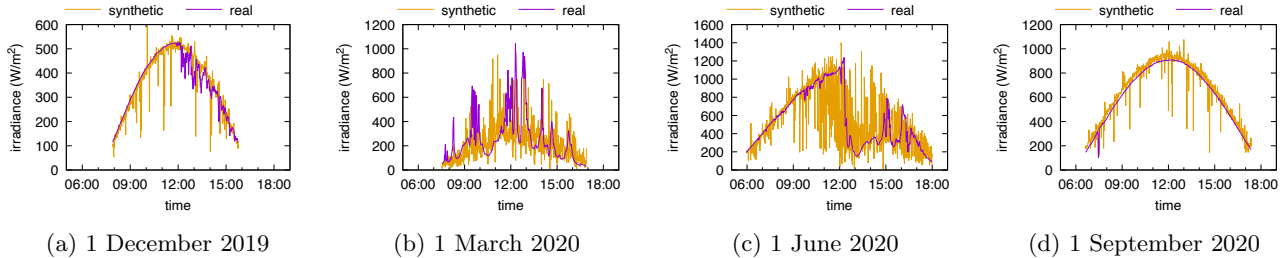 synthetic real
irradiance (W/m²)
600
500
400
300
200
100
0
06:00 09:00 12:00 15:00 18:00
time
(a) 1 December 2019
synthetic real
irradiance (W/m²)
1200
1000
800
600
400
200
0
06:00 09:00 12:00 15:00 18:00
time
(b) 1 March 2020
synthetic real
irradiance (W/m²)
1600
1400
1200
1000
800
600
400
200
0
06:00 09:00 12:00 15:00 18:00
time
(c) 1 June 2020
synthetic real
irradiance (W/m²)
1200
1000
800
600
400
200
0
06:00 09:00 12:00 15:00 18:00
time
(d) 1 September 2020